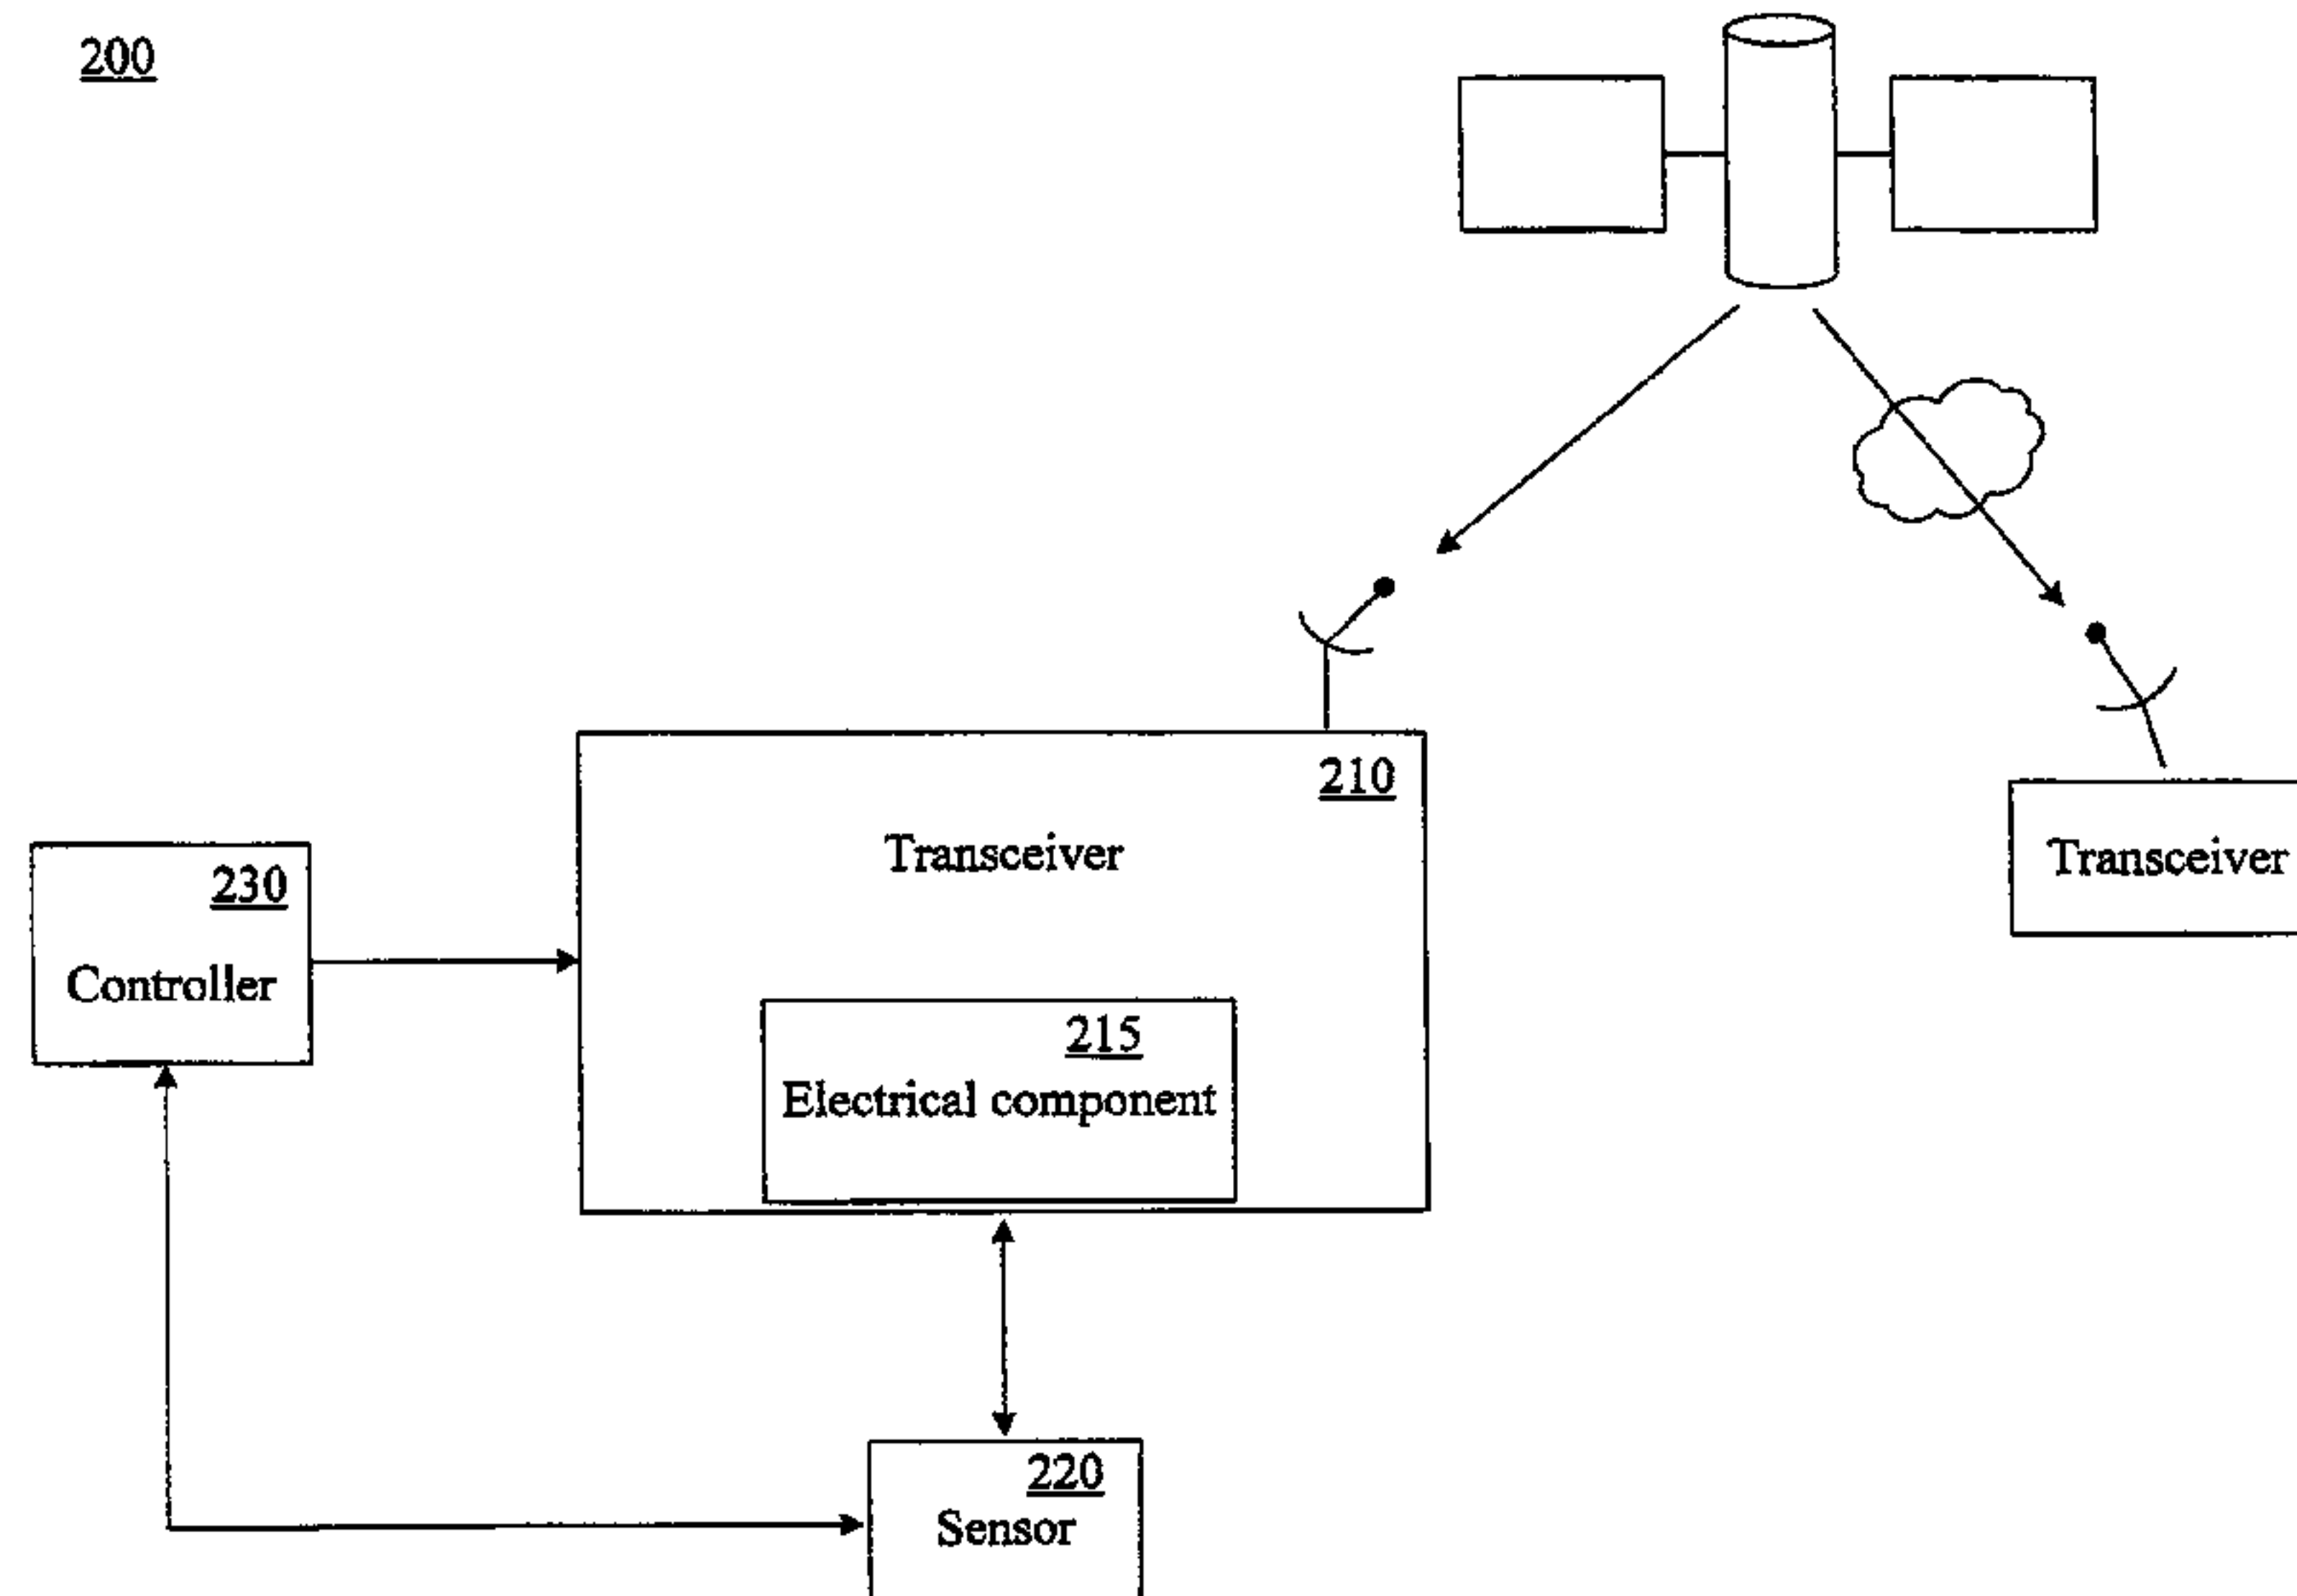 200
210
Transceiver
Transceiver
230
Controller
215
Electrical component
220
Sensor